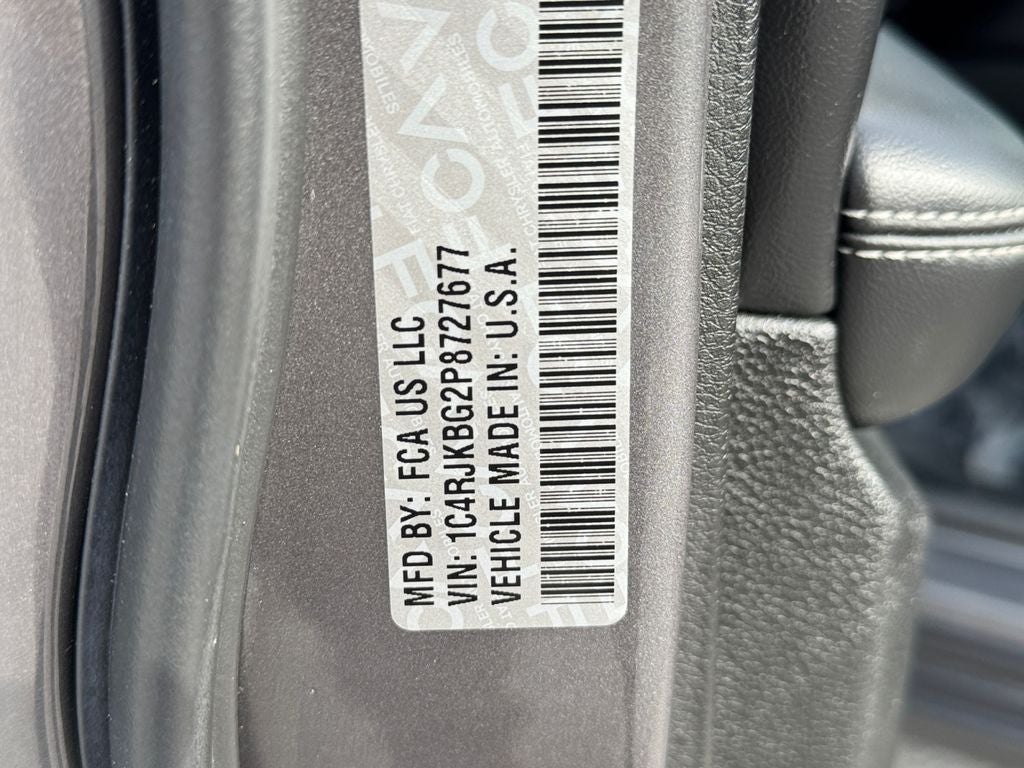 MFD BY: FCA US LLC
VIN: 1C4RJKBG2P8727677
VEHICLE MADE IN: U.S.A.